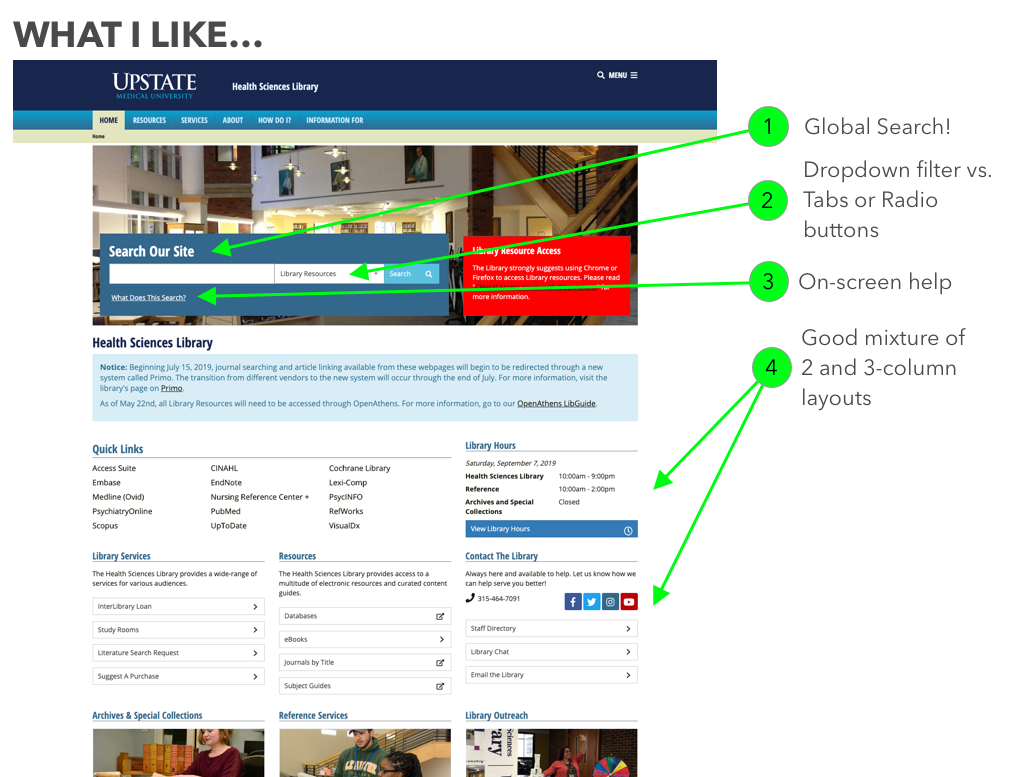 WHAT I LIKE...
UPSTATE
MEDICAL UNIVERSITY
Health Sciences Library
MENU
HOME RESOURCES SERVICES ABOUT HOW DO I? INFORMATION FOR
Home
1 Global Search!
2 Dropdown filter vs.
Tabs or Radio
buttons
3 On-screen help
4 Good mixture of
2 and 3-column
layouts
Search Our Site
Library Resources Search
What Does This Search?
Library Resource Access
The Library strongly suggests using Chrome or
Firefox to access Library resources. Please read
for
more information.
Health Sciences Library
Notice: Beginning July 15, 2019, journal searching and article linking available from these webpages will begin to be redirected through a new
system called Primo. The transition from different vendors to the new system will occur through the end of July. For more information, visit the
library's page on Primo.
As of May 22nd, all Library Resources will need to be accessed through OpenAthens. For more information, go to our OpenAthens LibGuide.
Quick Links
Access Suite CINAHL Cochrane Library
Embase EndNote Lexi-Comp
Medline (Ovid) Nursing Reference Center + PsycINFO
PsychiatryOnline PubMed RefWorks
Scopus UpToDate VisualDx
Library Hours
Saturday, September 7, 2019
Health Sciences Library 10:00am - 9:00pm
Reference 10:00am - 2:00pm
Archives and Special Closed
Collections
View Library Hours
Library Services
The Health Sciences Library provides a wide-range of
services for various audiences.
InterLibrary Loan
Study Rooms
Literature Search Request
Suggest A Purchase
Resources
The Health Sciences Library provides access to a
multitude of electronic resources and curated content
guides.
Databases
eBooks
Journals by Title
Subject Guides
Contact The Library
Always here and available to help. Let us know how we
can help serve you better!
315-464-7091
Staff Directory
Library Chat
Email the Library
Archives & Special Collections Reference Services Library Outreach